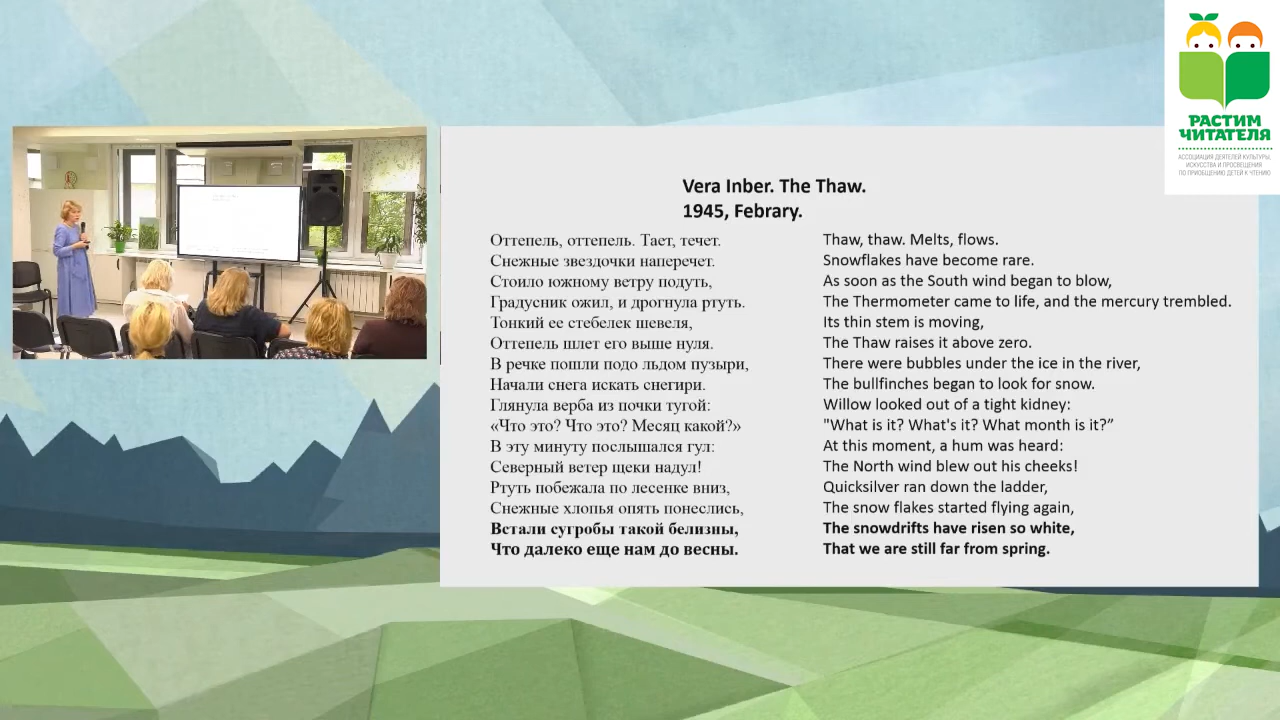 РАСТИМ
ЧИТАТЕЛЯ
АССОЦИАЦИЯ ДЕЯТЕЛЕЙ КУЛЬТУРЫ,
ИСКУССТВА И ПРОСВЕЩЕНИЯ
ПО ПРИОБЩЕНИЮ ДЕТЕЙ К ЧТЕНИЮ
Vera Inber. The Thaw.
1945, Febrary.
Оттепель, оттепель. Тает, течет.
Снежные звездочки наперечет.
Стоило южному ветру подуть,
Градусник ожил, и дрогнула ртуть.
Тонкий ее стебелек шевеля,
Оттепель шлет его выше нуля.
В речке пошли подо льдом пузыри,
Начали снега искать снегири.
Глянула верба из почки тугой:
«Что это? Что это? Месяц какой?»
В эту минуту послышался гул:
Северный ветер щеки надул!
Ртуть побежала по лесенке вниз,
Снежные хлопья опять понеслись,
Встали сугробы такой белизны,
Что далеко еще нам до весны.
Thaw, thaw. Melts, flows.
Snowflakes have become rare.
As soon as the South wind began to blow,
The Thermometer came to life, and the mercury trembled.
Its thin stem is moving,
The Thaw raises it above zero.
There were bubbles under the ice in the river,
The bullfinches began to look for snow.
Willow looked out of a tight kidney:
"What is it? What's it? What month is it?”
At this moment, a hum was heard:
The North wind blew out his cheeks!
Quicksilver ran down the ladder,
The snow flakes started flying again,
The snowdrifts have risen so white,
That we are still far from spring.